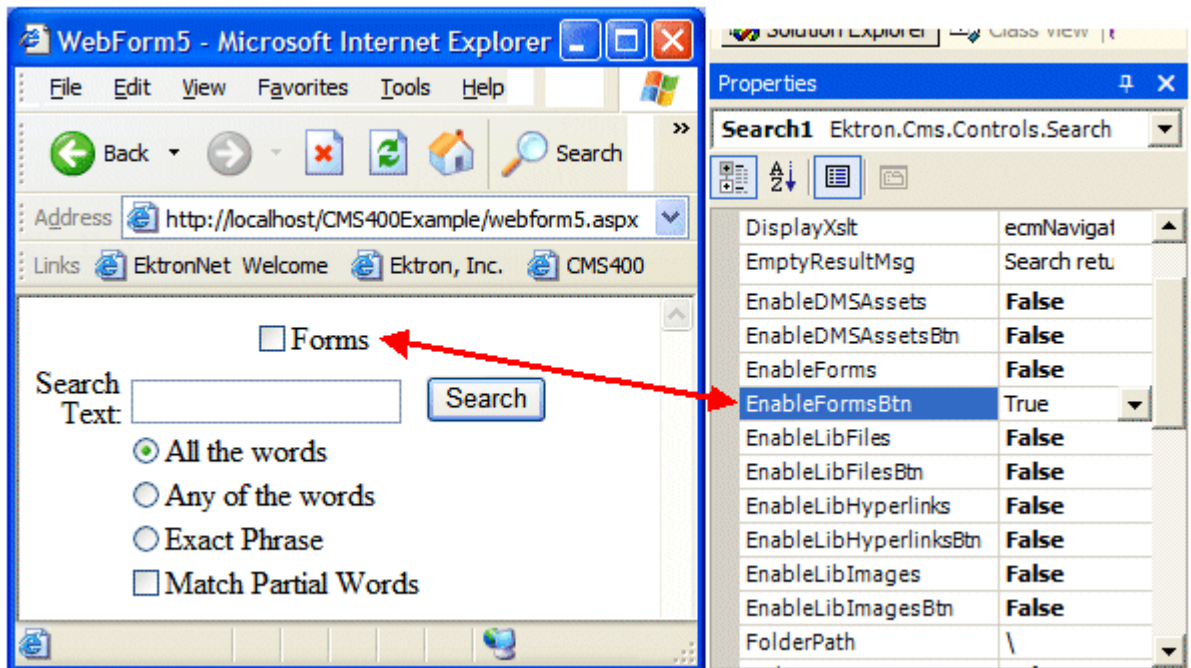 WebForm5 - Microsoft Internet Explorer
File Edit View Favorites Tools Help
Back Search
Address http://localhost/CMS400Example/webform5.aspx
Links EktronNet Welcome Ektron, Inc. CMS400
Forms
Search Text: Search
All the words
Any of the words
Exact Phrase
Match Partial Words
Solution Explorer Class View
Properties
Search1 Ektron.Cms.Controls.Search
DisplayXslt ecmNavigat
EmptyResultMsg Search retu
EnableDMSAssets False
EnableDMSAssetsBtn False
EnableForms False
EnableFormsBtn True
EnableLibFiles False
EnableLibFilesBtn False
EnableLibHyperlinks False
EnableLibHyperlinksBtn False
EnableLibImages False
EnableLibImagesBtn False
FolderPath \